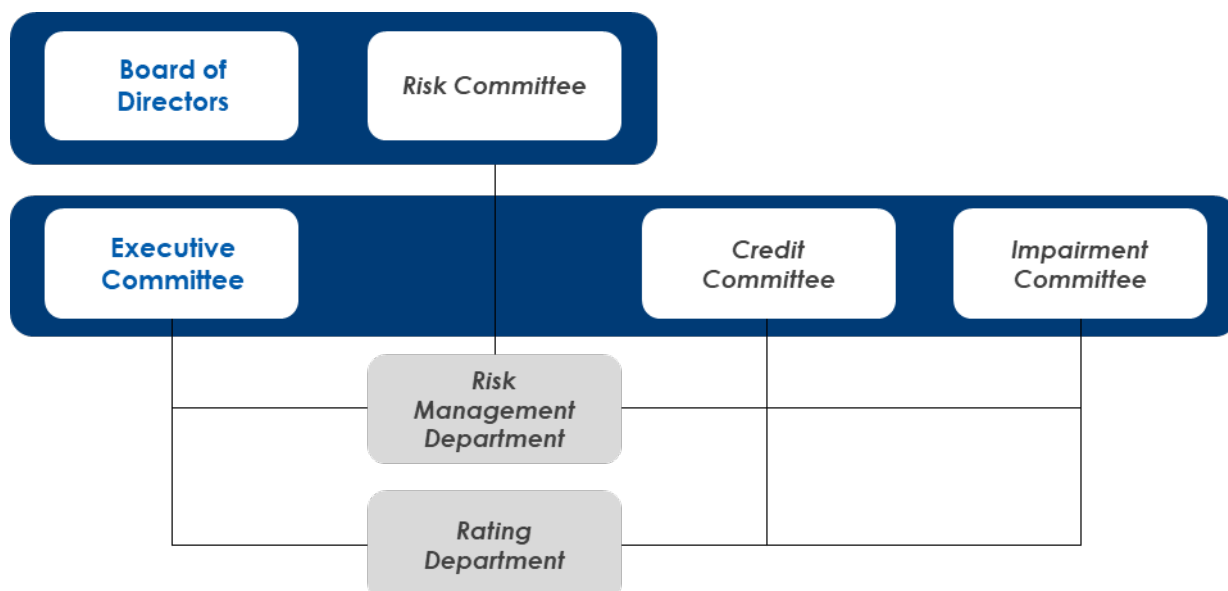 Board of
Directors
Risk Committee
Executive
Committee
Credit
Committee
Impairment
Committee
Risk
Management
Department
Rating
Department